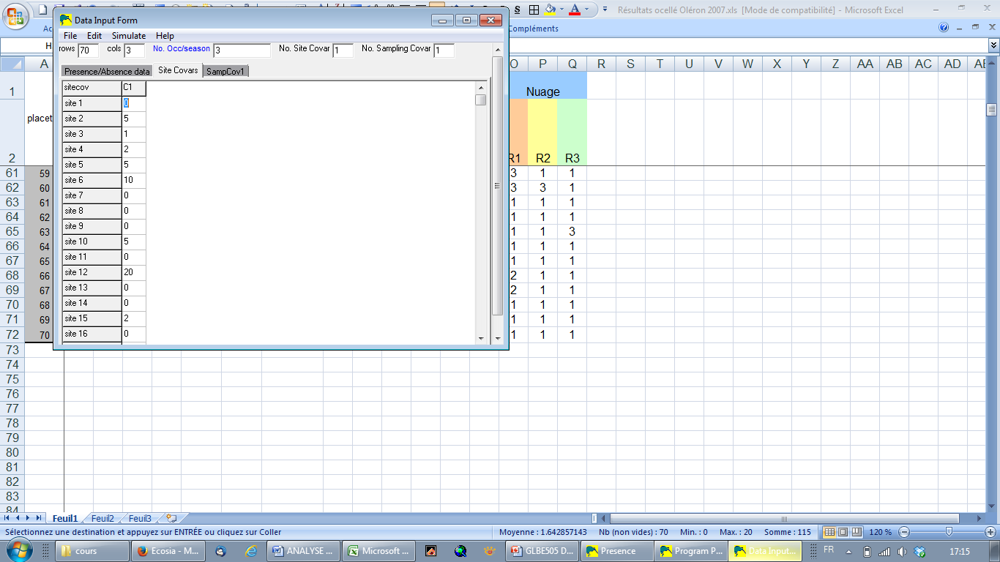 Data Input Form
Résultats ocellé Oléron 2007.xls [Mode de compatibilité] - Microsoft Excel
File Edit Simulate Help
Compléments
rows 70 cols 3 No. Occ/season 3 No. Site Covar 1 No. Sampling Covar 1
Presence/Absence data Site Covars SampCov1
A O P Q R S T U V W X Y Z AA AB AC AD
sitecov C1
site 1 0
site 2 5
site 3 1
site 4 2
site 5 5
site 6 10
site 7 0
site 8 0
site 9 0
site 10 5
site 11 0
site 12 20
site 13 0
site 14 0
site 15 2
site 16 0
1 Nuage
placet
2 R1 R2 R3
61 59 3 1 1
62 60 3 3 1
63 61 1 1 1
64 62 1 1 1
65 63 1 1 3
66 64 1 1 1
67 65 1 1 1
68 66 2 1 1
69 67 2 1 1
70 68 1 1 1
71 69 1 1 1
72 70 1 1 1
73
74
75
76
77
78
79
80
81
82
83
84
Feuil1 Feuil2 Feuil3
Sélectionnez une destination et appuyez sur ENTRÉE ou cliquez sur Coller Moyenne : 1.642857143 Nb (non vides) : 70 Min. : 0 Max. : 20 Somme : 115 120 %
cours Ecosia - M... ANALYSE ... Microsoft ... GLBE505 D... Presence Program P... Data Input... FR 17:15